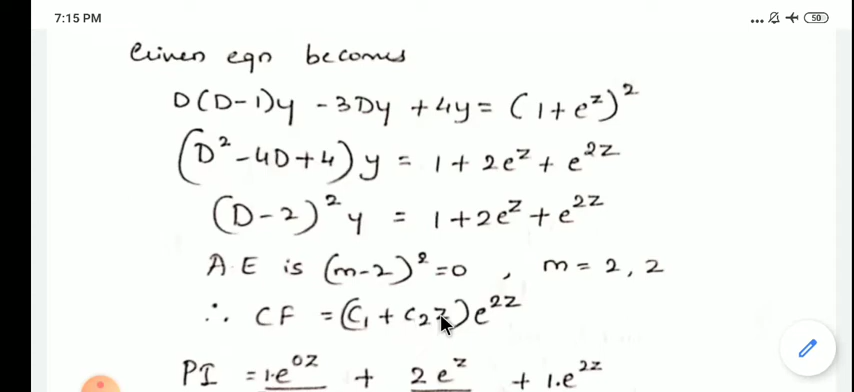 7:15 PM ... 50
Given eqn becomes
D(D-1)y - 3Dy + 4y = (1+e^z)^2
(D^2 - 4D + 4)y = 1 + 2e^z + e^2z
(D-2)^2 y = 1 + 2e^z + e^2z
A.E is (m-2)^2 = 0 , m = 2, 2
∴ CF = (C1 + C2z)e^2z
PI = 1.e^0z + 2e^z + 1.e^2z